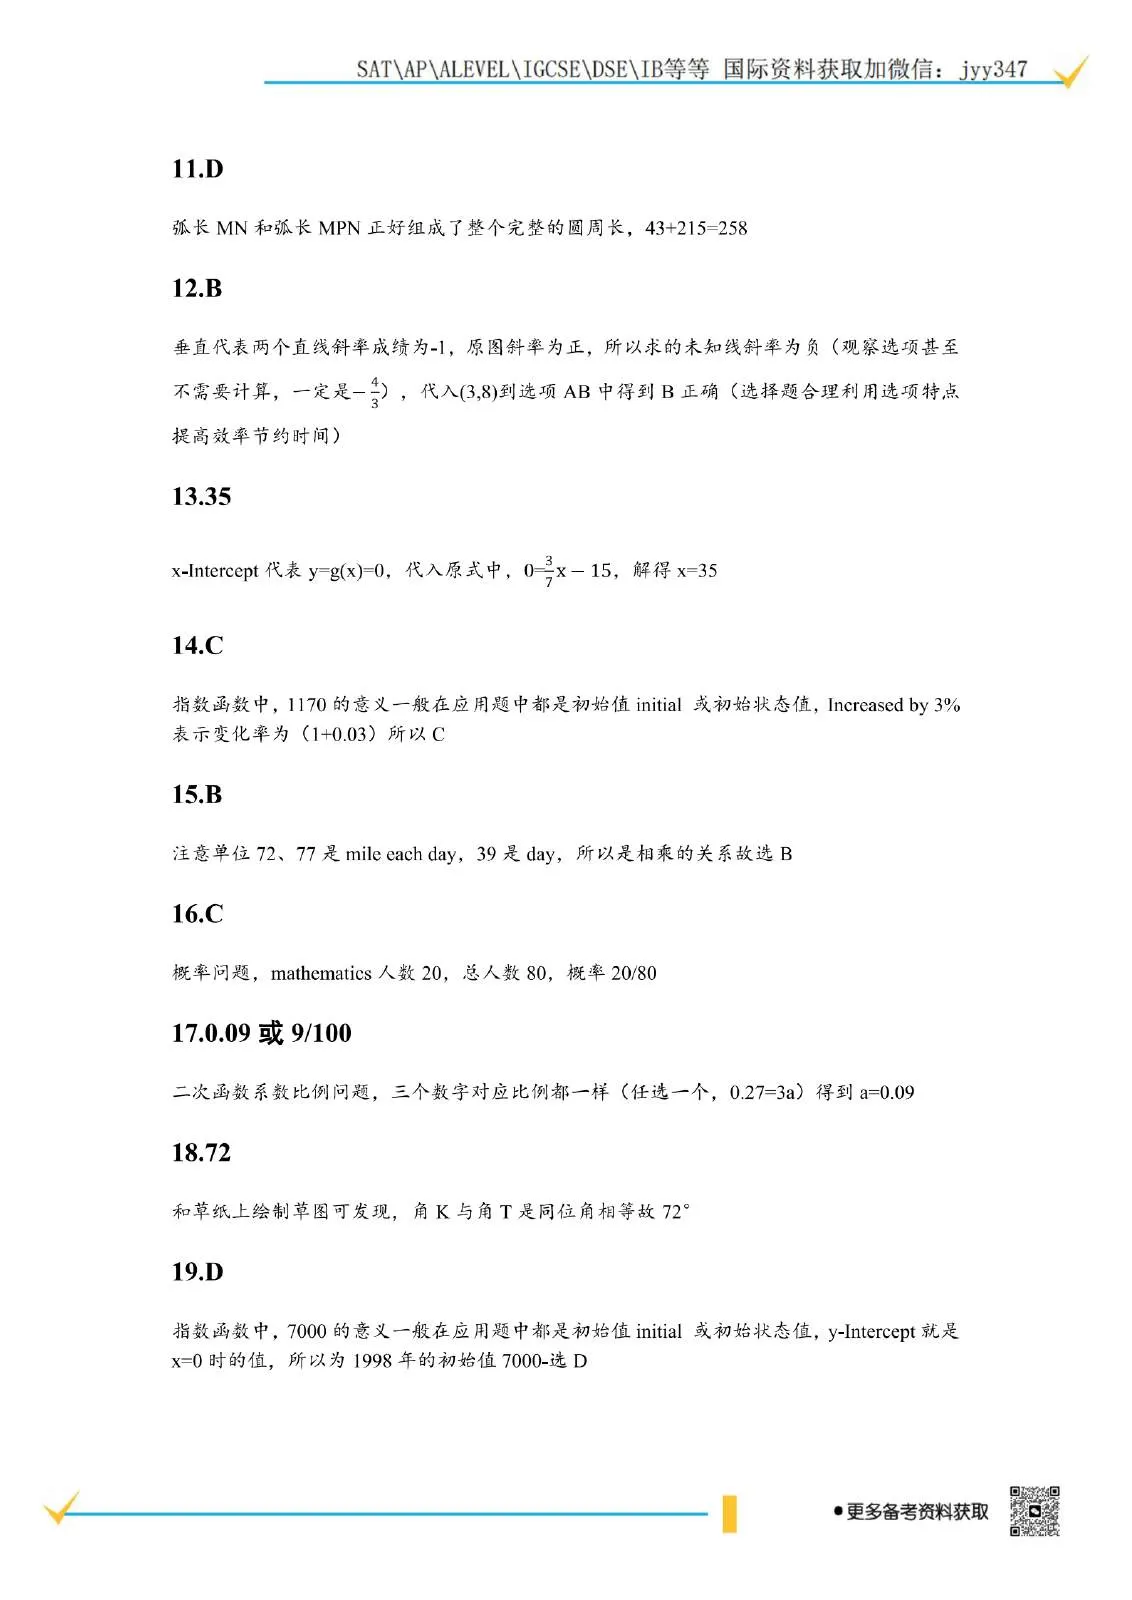 SAT\AP\ALEVEL\IGCSE\DSE\IB等等 国际资料获取加微信：jyy347
11.D
弧长 MN 和弧长 MPN 正好组成了整个完整的圆周长，43+215=258
12.B
垂直代表两个直线斜率成绩为-1，原图斜率为正，所以求的未知线斜率为负（观察选项甚至
不需要计算，一定是−4/3），代入(3,8)到选项 AB 中得到 B 正确（选择题合理利用选项特点
提高效率节约时间）
13.35
x-Intercept 代表 y=g(x)=0，代入原式中，0=3/7x − 15，解得 x=35
14.C
指数函数中，1170 的意义一般在应用题中都是初始值 initial 或初始状态值，Increased by 3%
表示变化率为（1+0.03）所以 C
15.B
注意单位 72、77 是 mile each day，39 是 day，所以是相乘的关系故选 B
16.C
概率问题，mathematics 人数 20，总人数 80，概率 20/80
17.0.09 或 9/100
二次函数系数比例问题，三个数字对应比例都一样（任选一个，0.27=3a）得到 a=0.09
18.72
和草纸上绘制草图可发现，角 K 与角 T 是同位角相等故 72°
19.D
指数函数中，7000 的意义一般在应用题中都是初始值 initial 或初始状态值，y-Intercept 就是
x=0 时的值，所以为 1998 年的初始值 7000-选 D
•更多备考资料获取